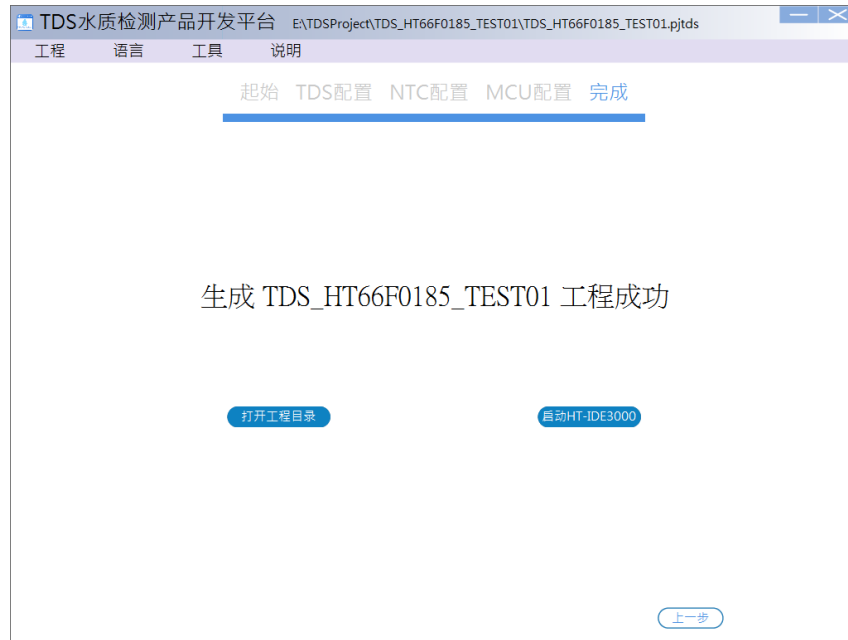 TDS水质检测产品开发平台 E:\TDSProject\TDS_HT66F0185_TEST01\TDS_HT66F0185_TEST01.pjtds
工程 语言 工具 说明
起始 TDS配置 NTC配置 MCU配置 完成
生成 TDS_HT66F0185_TEST01 工程成功
打开工程目录 启动HT-IDE3000
上一步